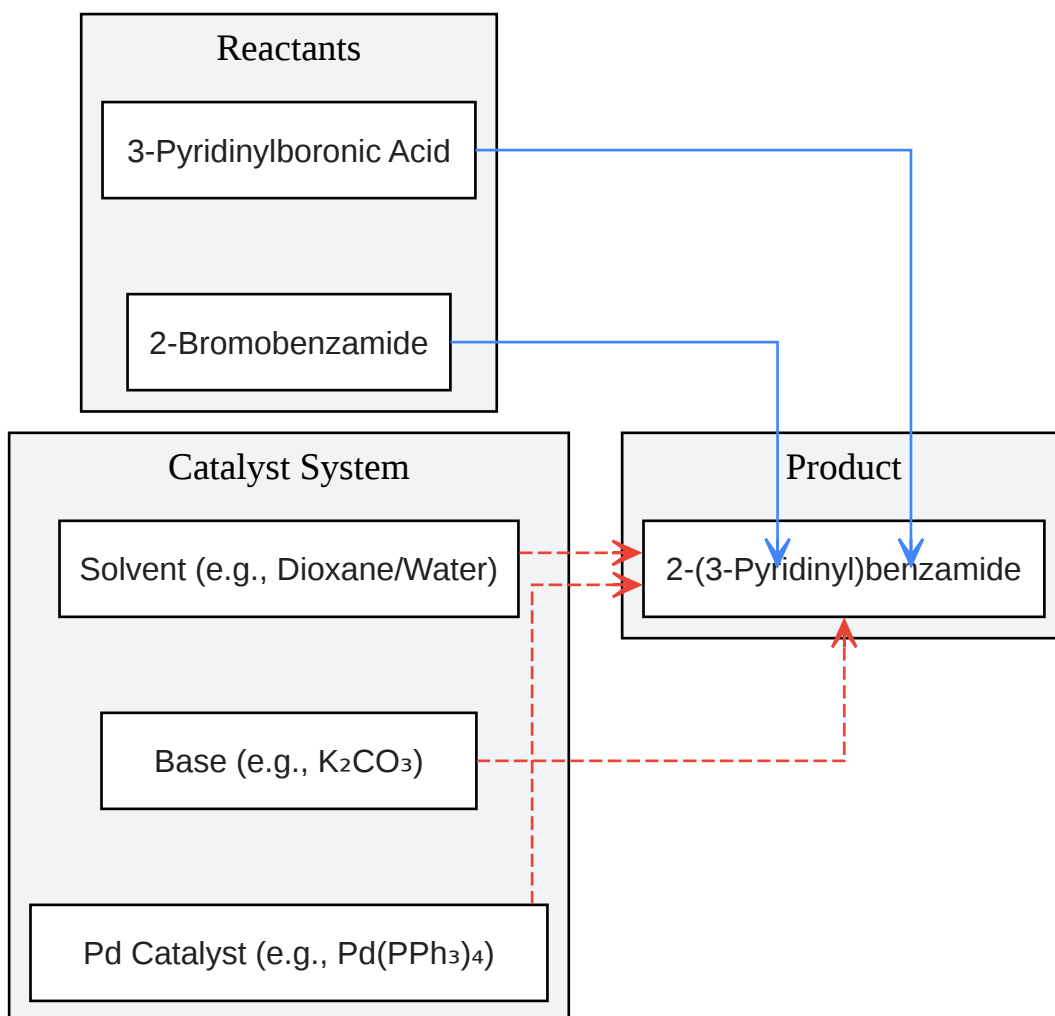 Reactants
3-Pyridinylboronic Acid
2-Bromobenzamide
Catalyst System
Solvent (e.g., Dioxane/Water)
Base (e.g., K₂CO₃)
Pd Catalyst (e.g., Pd(PPh₃)₄)
Product
2-(3-Pyridinyl)benzamide